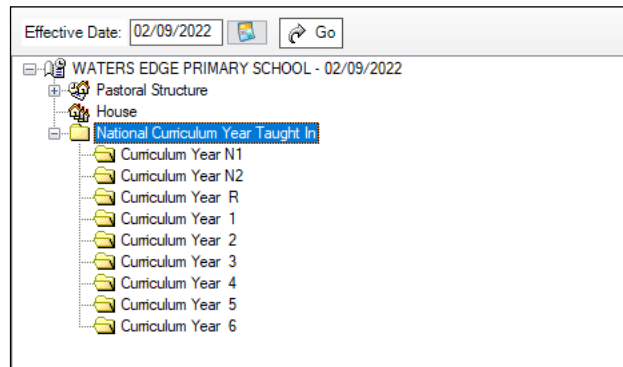 Effective Date: 02/09/2022 Go
WATERS EDGE PRIMARY SCHOOL - 02/09/2022
Pastoral Structure
House
National Curriculum Year Taught In
Curriculum Year N1
Curriculum Year N2
Curriculum Year R
Curriculum Year 1
Curriculum Year 2
Curriculum Year 3
Curriculum Year 4
Curriculum Year 5
Curriculum Year 6